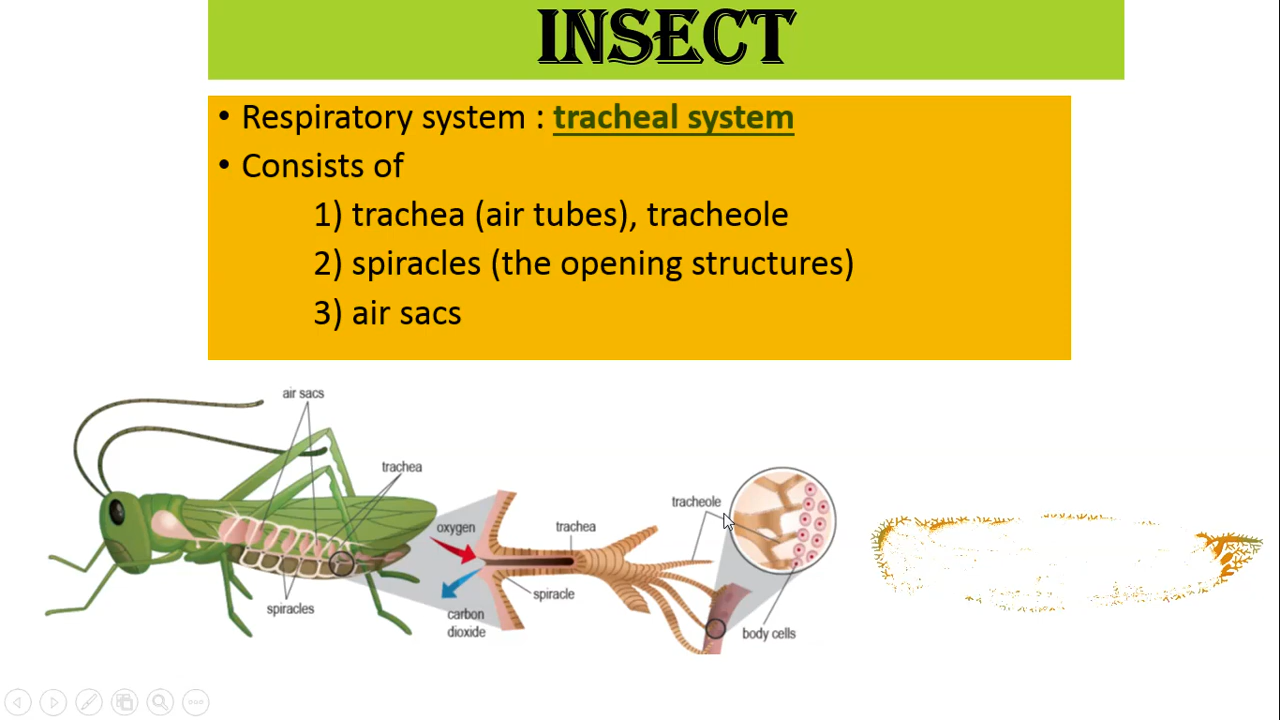 INSECT
• Respiratory system : tracheal system
• Consists of
1) trachea (air tubes), tracheole
2) spiracles (the opening structures)
3) air sacs
air sacs
trachea
spiracles
oxygen
carbon
dioxide
trachea
spiracle
tracheole
body cells